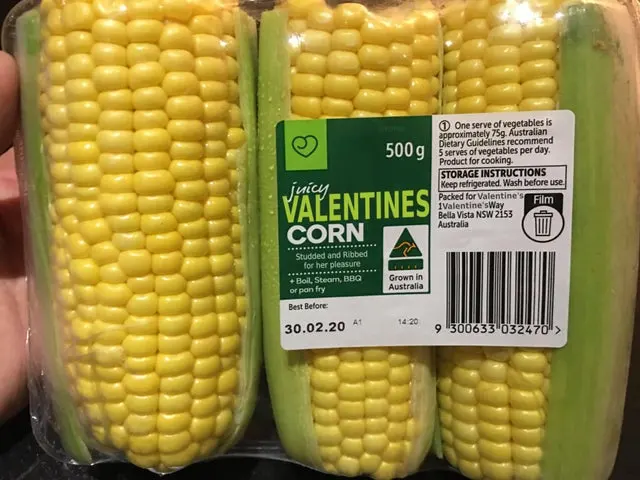 500g
juicy
VALENTINES
CORN
Studded and Ribbed
for her pleasure
+ Boil, Steam, BBQ
or pan fry
Grown in
Australia
Best Before:
30.02.20 A1 14:20
① One serve of vegetables is
approximately 75g. Australian
Dietary Guidelines recommend
5 serves of vegetables per day.
Product for cooking.
STORAGE INSTRUCTIONS
Keep refrigerated. Wash before use.
Packed for Valentine's
1Valentine'sWay
Bella Vista NSW 2153
Australia
Film
9 300633 032470 >